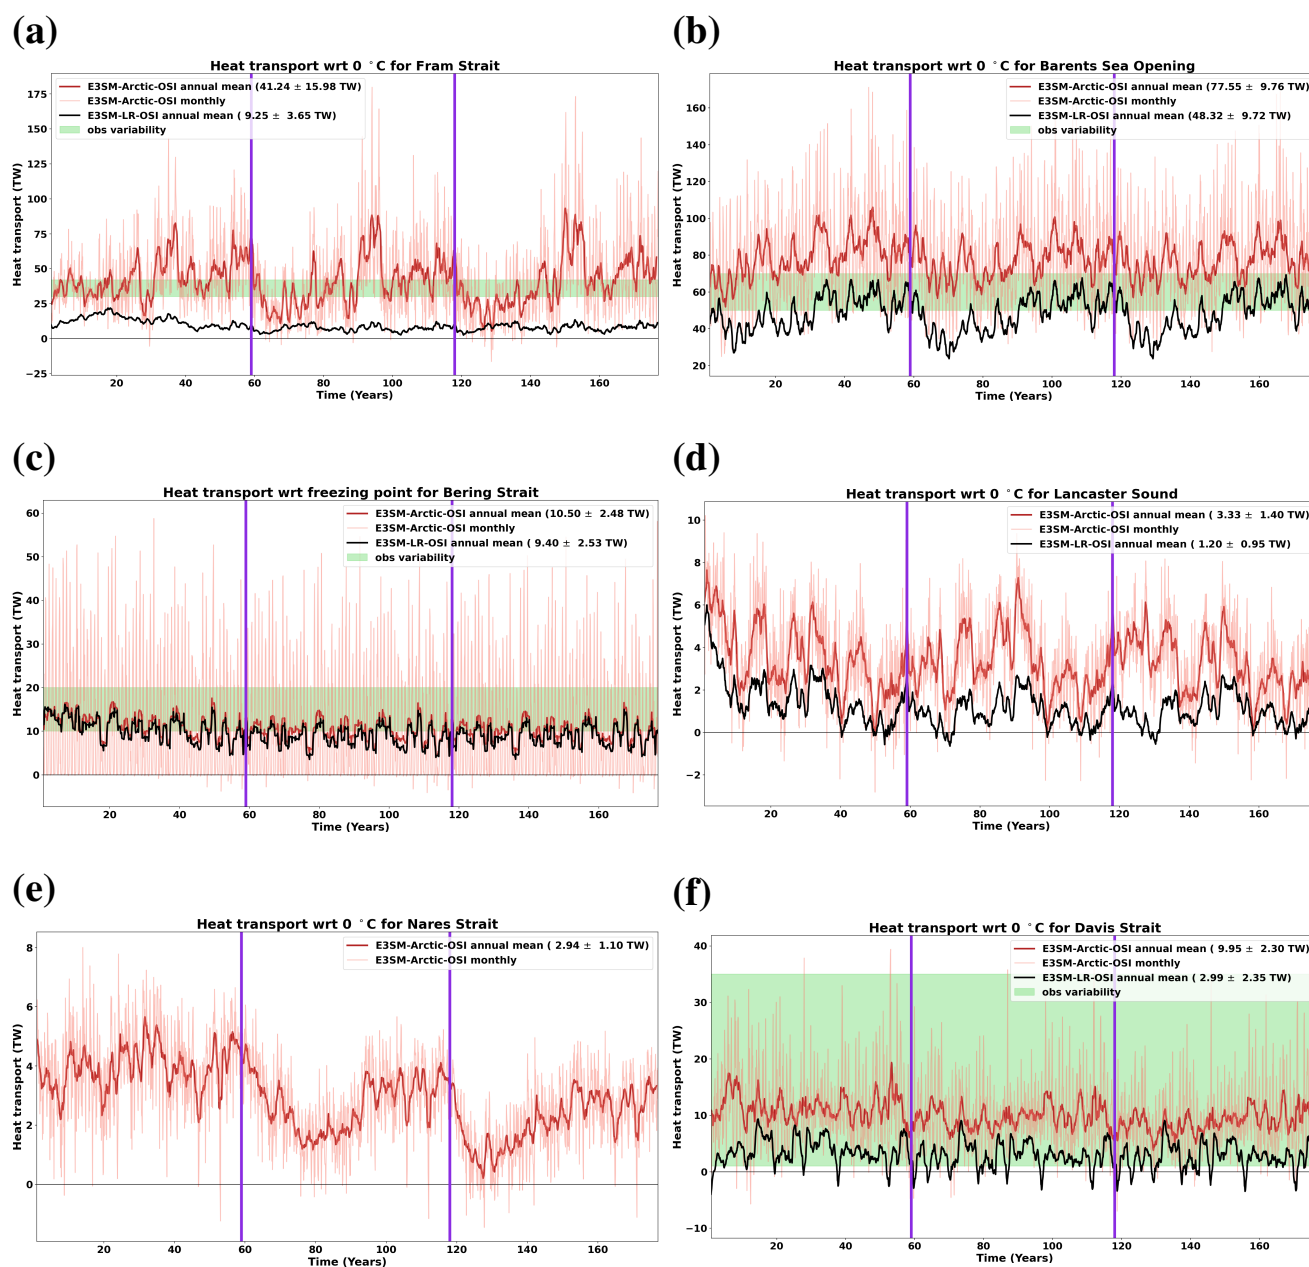 (a)
Heat transport wrt 0 °C for Fram Strait
E3SM-Arctic-OSI annual mean (41.24 ± 15.98 TW)
E3SM-Arctic-OSI monthly
E3SM-LR-OSI annual mean ( 9.25 ± 3.65 TW)
obs variability
Heat transport (TW)
175
150
125
100
75
50
25
0
−25
20 40 60 80 100 120 140 160
Time (Years)
(b)
Heat transport wrt 0 °C for Barents Sea Opening
E3SM-Arctic-OSI annual mean (77.55 ± 9.76 TW)
E3SM-Arctic-OSI monthly
E3SM-LR-OSI annual mean (48.32 ± 9.72 TW)
obs variability
Heat transport (TW)
160
140
120
100
80
60
40
20
20 40 60 80 100 120 140 160
Time (Years)
(c)
Heat transport wrt freezing point for Bering Strait
E3SM-Arctic-OSI annual mean (10.50 ± 2.48 TW)
E3SM-Arctic-OSI monthly
E3SM-LR-OSI annual mean ( 9.40 ± 2.53 TW)
obs variability
Heat transport (TW)
60
50
40
30
20
10
0
20 40 60 80 100 120 140 160
Time (Years)
(d)
Heat transport wrt 0 °C for Lancaster Sound
E3SM-Arctic-OSI annual mean ( 3.33 ± 1.40 TW)
E3SM-Arctic-OSI monthly
E3SM-LR-OSI annual mean ( 1.20 ± 0.95 TW)
Heat transport (TW)
10
8
6
4
2
0
−2
20 40 60 80 100 120 140 160
Time (Years)
(e)
Heat transport wrt 0 °C for Nares Strait
E3SM-Arctic-OSI annual mean ( 2.94 ± 1.10 TW)
E3SM-Arctic-OSI monthly
Heat transport (TW)
8
6
4
2
0
20 40 60 80 100 120 140 160
Time (Years)
(f)
Heat transport wrt 0 °C for Davis Strait
E3SM-Arctic-OSI annual mean ( 9.95 ± 2.30 TW)
E3SM-Arctic-OSI monthly
E3SM-LR-OSI annual mean ( 2.99 ± 2.35 TW)
obs variability
Heat transport (TW)
40
30
20
10
0
−10
20 40 60 80 100 120 140 160
Time (Years)